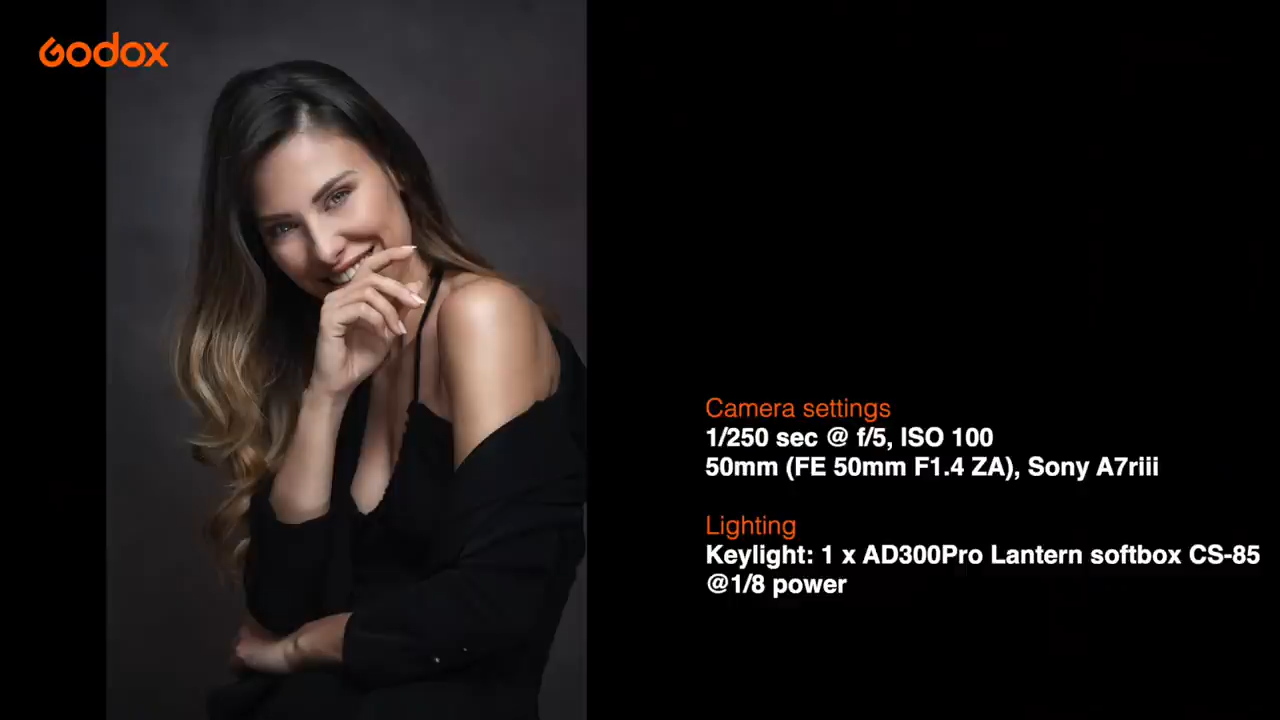 Godox
Camera settings
1/250 sec @ f/5, ISO 100
50mm (FE 50mm F1.4 ZA), Sony A7riii
Lighting
Keylight: 1 x AD300Pro Lantern softbox CS-85
@1/8 power